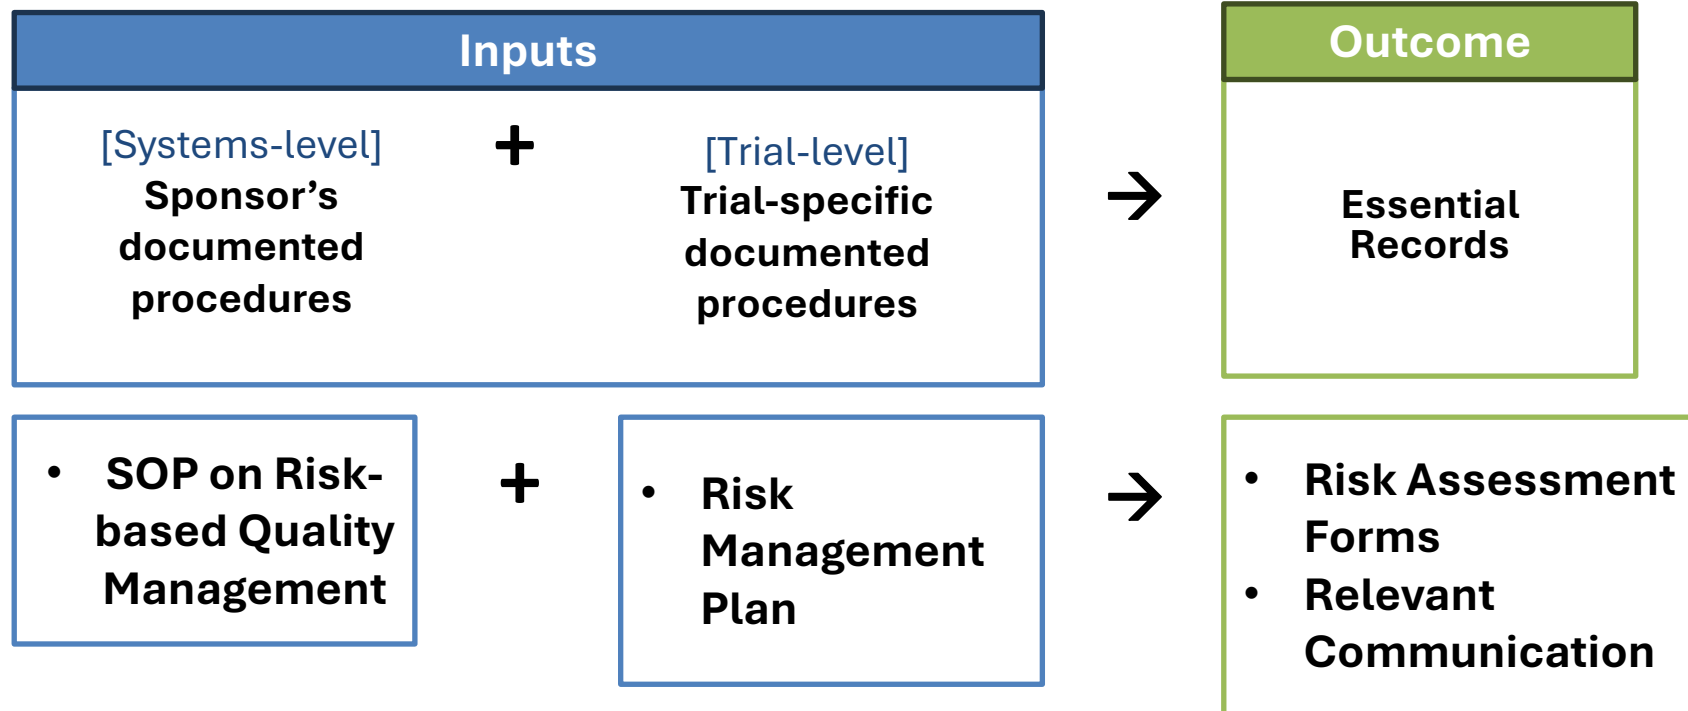 Inputs
Outcome
[Systems-level]
Sponsor’s
documented
procedures
+
[Trial-level]
Trial-specific
documented
procedures
→
Essential
Records
• SOP on Risk-
based Quality
Management
+
• Risk
Management
Plan
→
• Risk Assessment
Forms
• Relevant
Communication